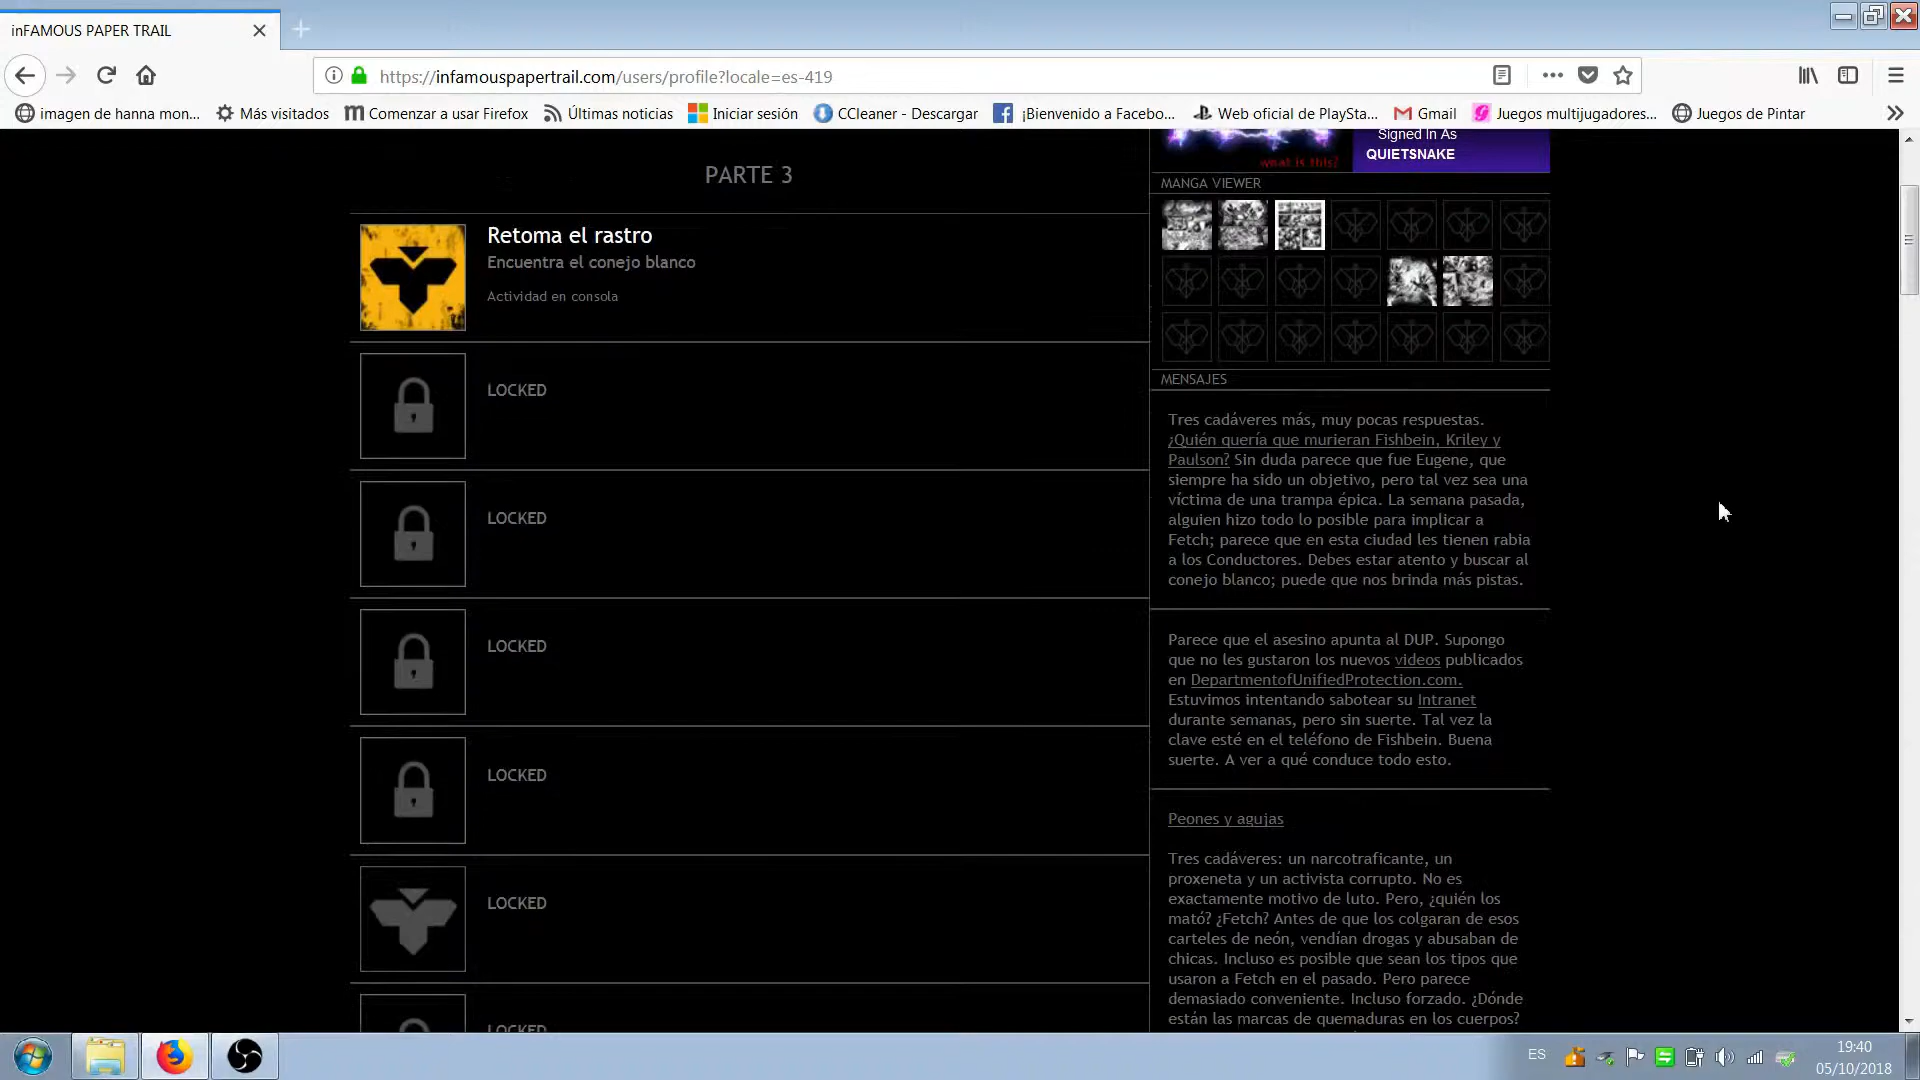 inFAMOUS PAPER TRAIL
https://infamouspapertrail.com/users/profile?locale=es-419
imagen de hanna mon...
Más visitados
Comenzar a usar Firefox
Últimas noticias
Iniciar sesión
CCleaner - Descargar
¡Bienvenido a Facebo...
Web oficial de PlaySta...
Gmail
Juegos multijugadores...
Juegos de Pintar
what is this?
Signed In As
QUIETSNAKE
PARTE 3
Retoma el rastro
Encuentra el conejo blanco
Actividad en consola
LOCKED
LOCKED
LOCKED
LOCKED
LOCKED
LOCKED
MANGA VIEWER
MENSAJES
Tres cadáveres más, muy pocas respuestas.
¿Quién quería que murieran Fishbein, Kriley y
Paulson? Sin duda parece que fue Eugene, que
siempre ha sido un objetivo, pero tal vez sea una
víctima de una trampa épica. La semana pasada,
alguien hizo todo lo posible para implicar a
Fetch; parece que en esta ciudad les tienen rabia
a los Conductores. Debes estar atento y buscar al
conejo blanco; puede que nos brinda más pistas.
Parece que el asesino apunta al DUP. Supongo
que no les gustaron los nuevos videos publicados
en DepartmentofUnifiedProtection.com.
Estuvimos intentando sabotear su Intranet
durante semanas, pero sin suerte. Tal vez la
clave esté en el teléfono de Fishbein. Buena
suerte. A ver a qué conduce todo esto.
Peones y agujas
Tres cadáveres: un narcotraficante, un
proxeneta y un activista corrupto. No es
exactamente motivo de luto. Pero, ¿quién los
mató? ¿Fetch? Antes de que los colgaran de esos
carteles de neón, vendían drogas y abusaban de
chicas. Incluso es posible que sean los tipos que
usaron a Fetch en el pasado. Pero parece
demasiado conveniente. Incluso forzado. ¿Dónde
están las marcas de quemaduras en los cuerpos?
ES
19:40
05/10/2018